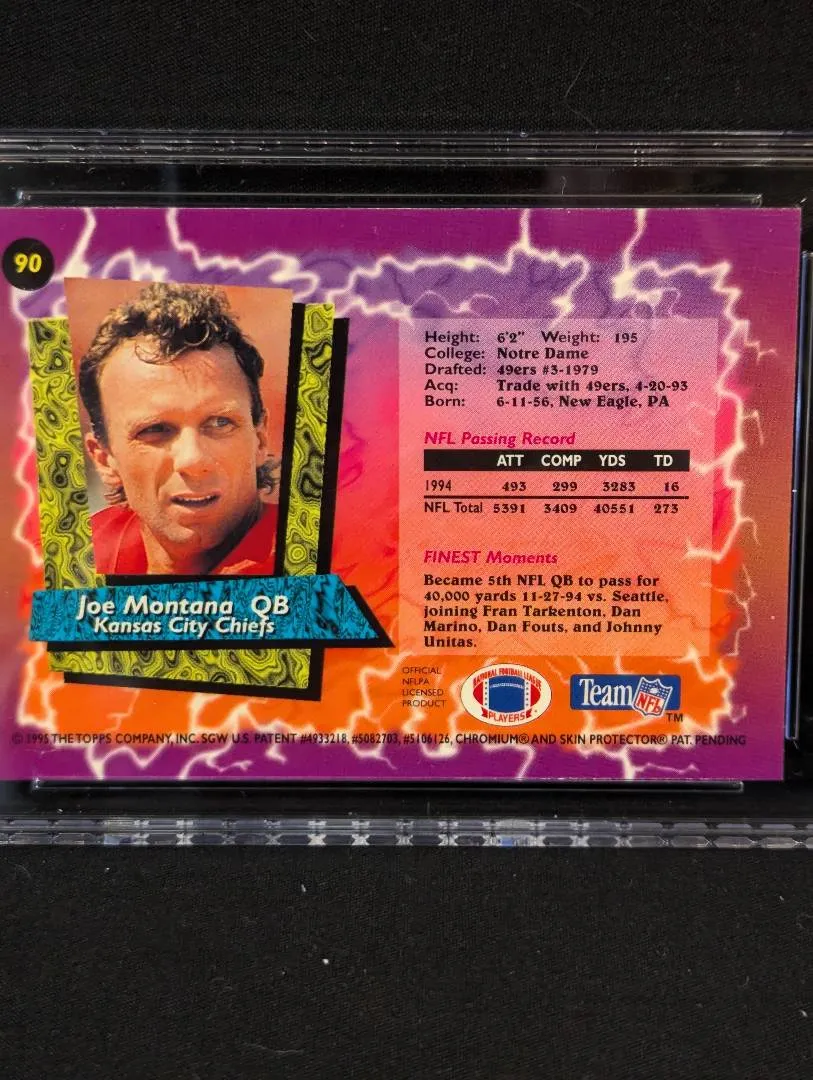 90
Joe Montana QB
Kansas City Chiefs
Height: 6'2" Weight: 195
College: Notre Dame
Drafted: 49ers #3-1979
Acq: Trade with 49ers, 4-20-93
Born: 6-11-56, New Eagle, PA
NFL Passing Record
ATT COMP YDS TD
1994 493 299 3283 16
NFL Total 5391 3409 40551 273
FINEST Moments
Became 5th NFL QB to pass for
40,000 yards 11-27-94 vs. Seattle,
joining Fran Tarkenton, Dan
Marino, Dan Fouts, and Johnny
Unitas.
OFFICIAL
NFLPA
LICENSED
PRODUCT
NATIONAL FOOTBALL LEAGUE
PLAYERS
Team NFL™
© 1995 THE TOPPS COMPANY, INC. SGW U.S. PATENT #4933218, #5082703, #5106126, CHROMIUM® AND SKIN PROTECTOR® PAT. PENDING